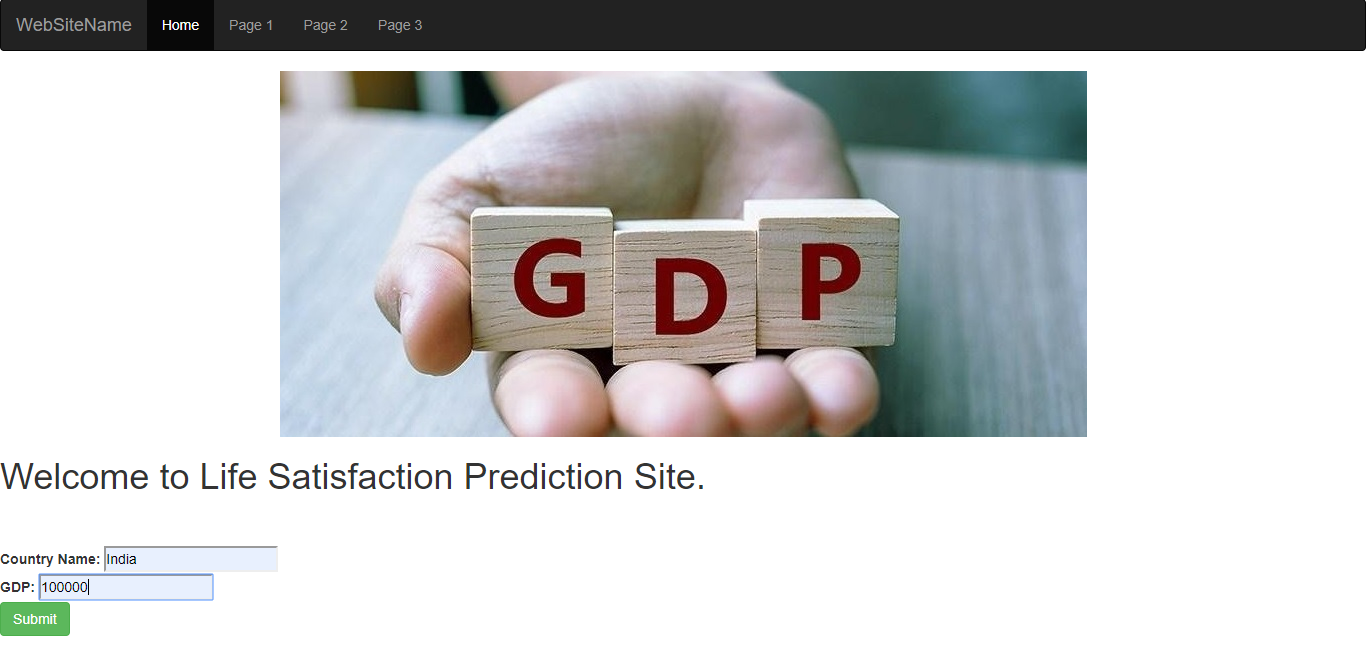 WebSiteName Home Page 1 Page 2 Page 3
G D P
Welcome to Life Satisfaction Prediction Site.
Country Name: India
GDP: 100000
Submit